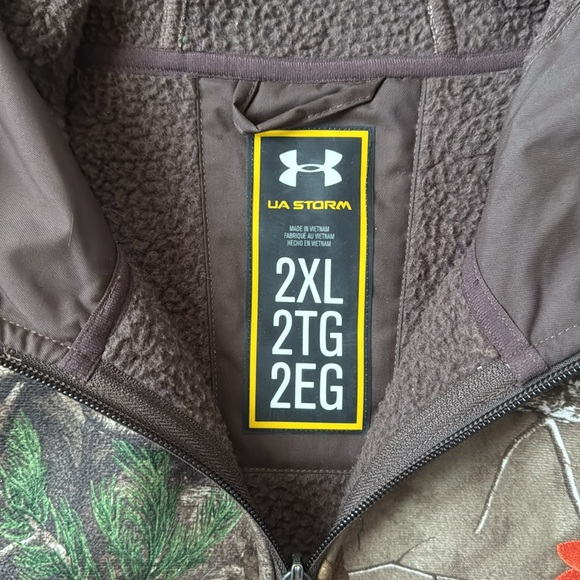 UA STORM
MADE IN VIETNAM
FABRIQUÉ AU VIETNAM
HECHO EN VIETNAM
2XL
2TG
2EG